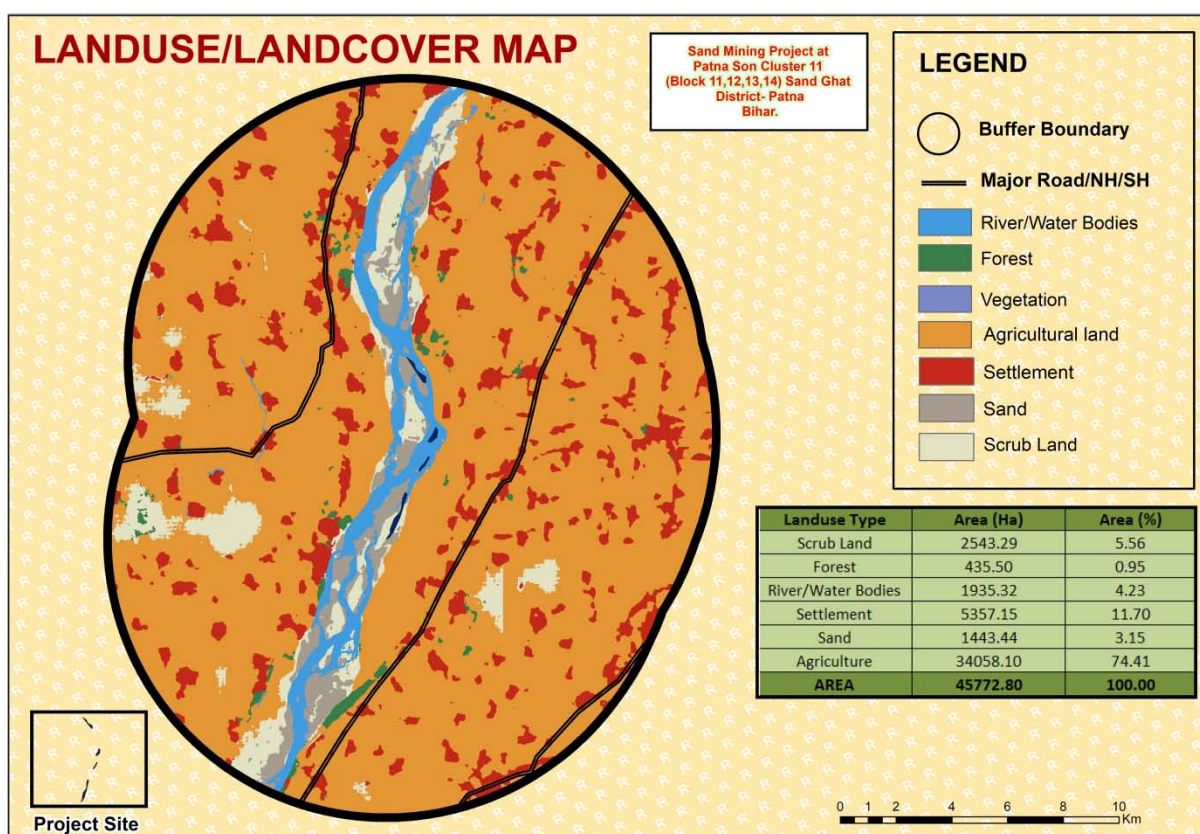 LANDUSE/LANDCOVER MAP
Sand Mining Project at
Patna Son Cluster 11
(Block 11,12,13,14) Sand Ghat
District- Patna
Bihar.
LEGEND
Buffer Boundary
Major Road/NH/SH
River/Water Bodies
Forest
Vegetation
Agricultural land
Settlement
Sand
Scrub Land
Landuse Type Area (Ha) Area (%)
Scrub Land 2543.29 5.56
Forest 435.50 0.95
River/Water Bodies 1935.32 4.23
Settlement 5357.15 11.70
Sand 1443.44 3.15
Agriculture 34058.10 74.41
AREA 45772.80 100.00
Project Site
0 1 2 4 6 8 10
Km